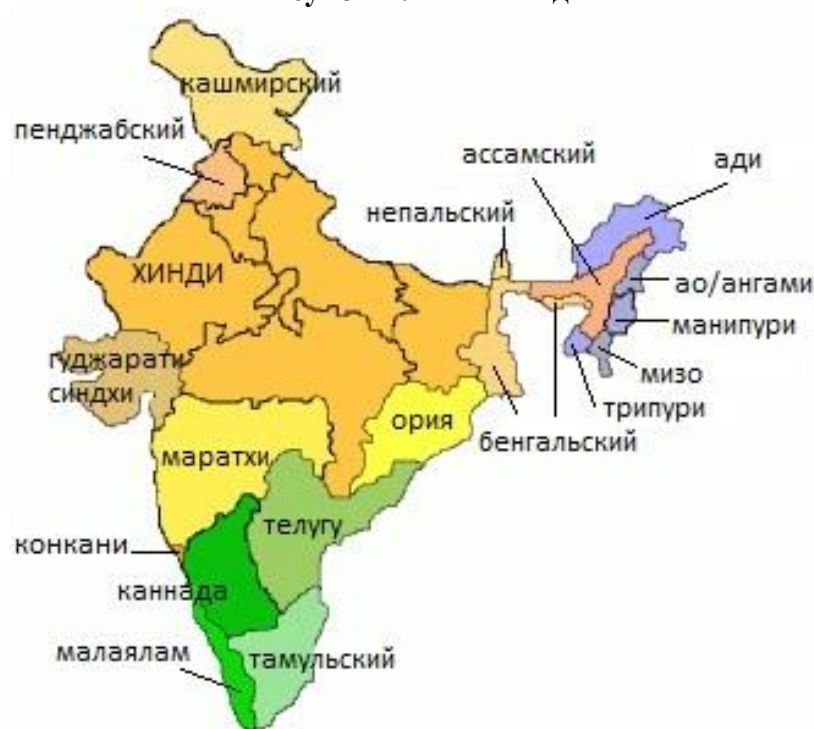 кашмирский
пенджабский
ассамский
ади
непальский
ХИНДИ
ао/ангами
манипури
гуджарати
синдхи
мизо
трипури
ория
бенгальский
маратхи
телугу
конкани
каннада
малаялам
тамульский